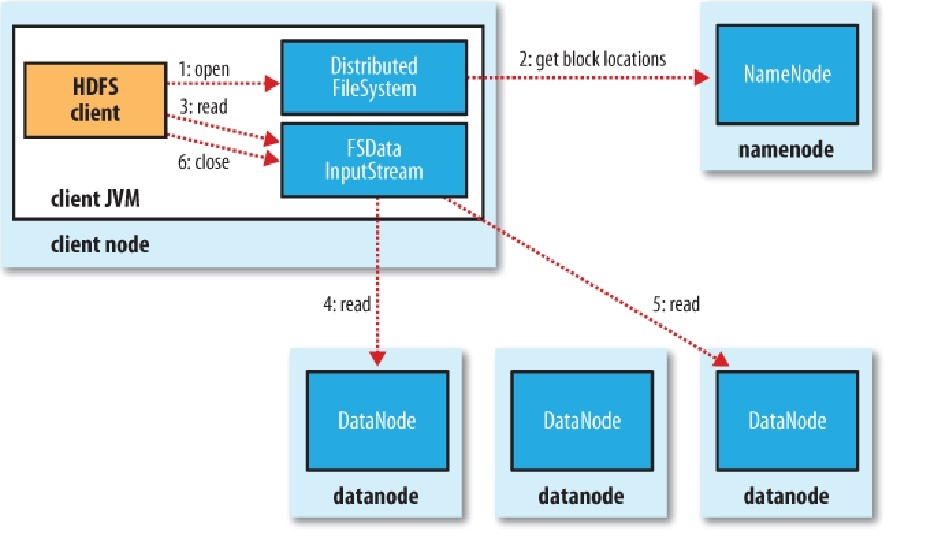 HDFS
client
1: open
3: read
6: close
Distributed
FileSystem
FSData
InputStream
2: get block locations
NameNode
namenode
client JVM
client node
4: read
5: read
DataNode
DataNode
DataNode
datanode
datanode
datanode